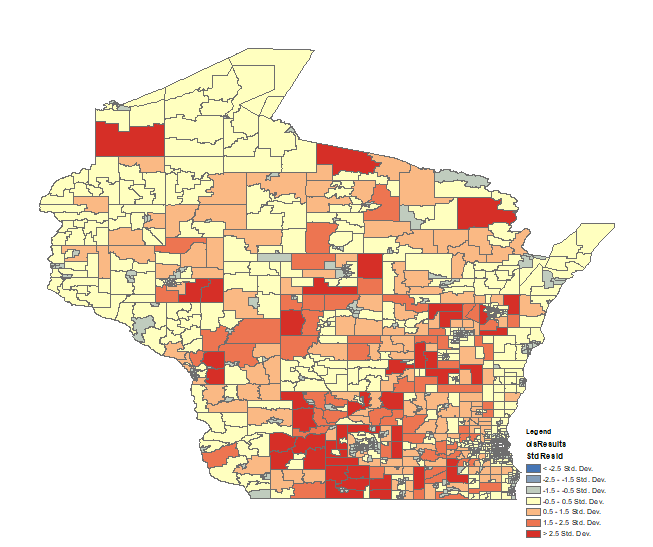 Legend
olsResults
StdResid
< -2.5 Std. Dev.
-2.5 - -1.5 Std. Dev.
-1.5 - -0.5 Std. Dev.
-0.5 - 0.5 Std. Dev.
0.5 - 1.5 Std. Dev.
1.5 - 2.5 Std. Dev.
> 2.5 Std. Dev.